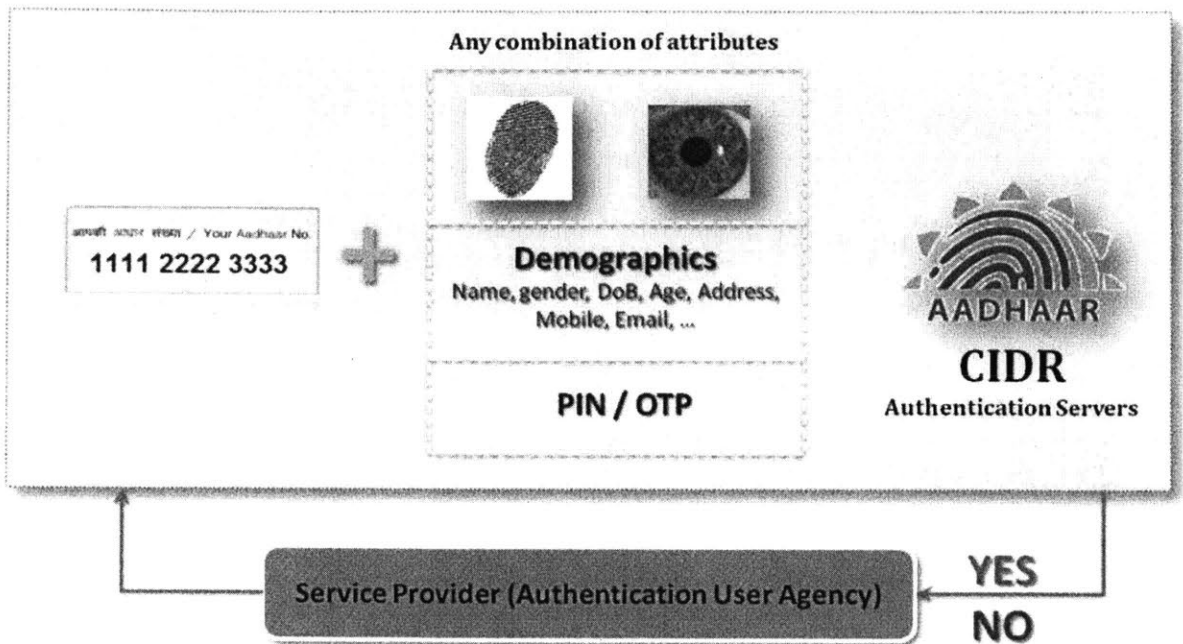 Any combination of attributes
/ Your Aadhaar No.
1111 2222 3333
Demographics
Name, gender, DoB, Age, Address,
Mobile, Email, ...
PIN / OTP
AADHAAR
CIDR
Authentication Servers
Service Provider (Authentication User Agency)
YES
NO